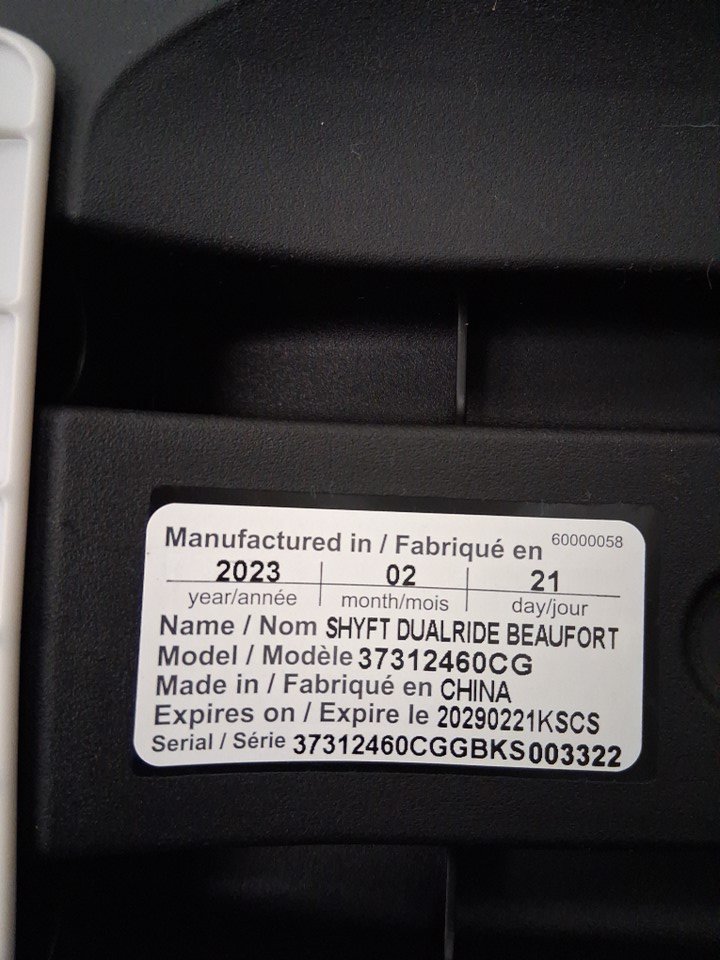 Manufactured in / Fabriqué en 60000058
2023 02 21
year/année month/mois day/jour
Name / Nom SHYFT DUALRIDE BEAUFORT
Model / Modèle 37312460CG
Made in / Fabriqué en CHINA
Expires on / Expire le 20290221KSCS
Serial / Série 37312460CGGBKS003322